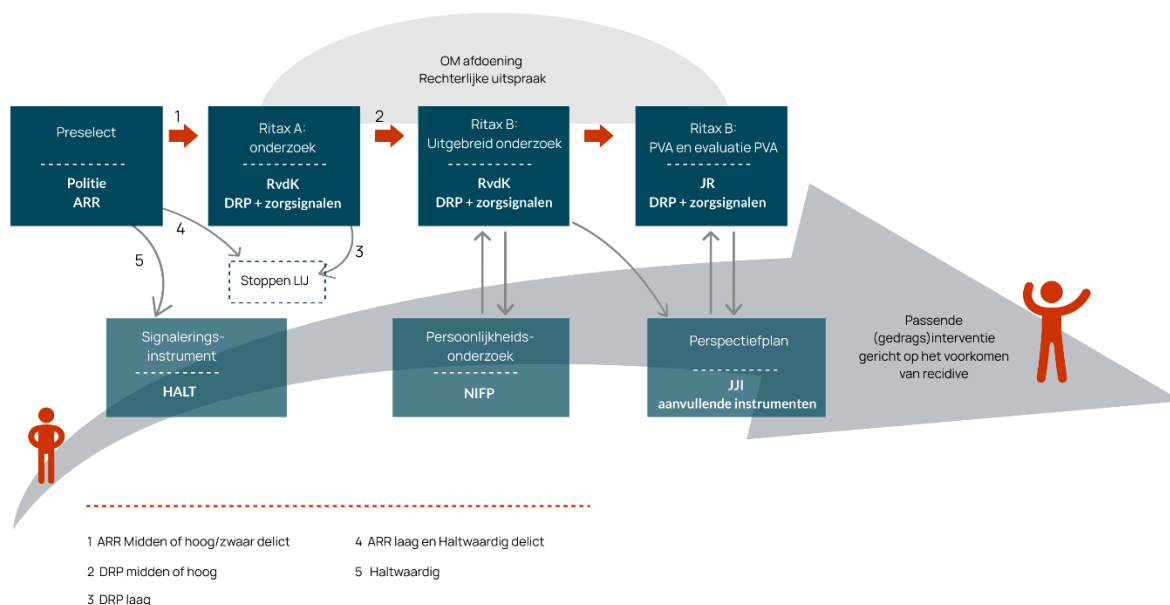 OM afdoening
Rechterlijke uitspraak
Preselect
Politie
ARR
1
Ritax A:
onderzoek
RvdK
DRP + zorgsignalen
2
Ritax B:
Uitgebreid onderzoek
RvdK
DRP + zorgsignalen
Ritax B:
PVA en evaluatie PVA
JR
DRP + zorgsignalen
4
3
5
Stoppen LIJ
Signalerings-
instrument
HALT
Persoonlijkheids-
onderzoek
NIFP
Perspectiefplan
JJI
aanvullende instrumenten
Passende
(gedrags)interventie
gericht op het voorkomen
van recidive
1 ARR Midden of hoog/zwaar delict
2 DRP midden of hoog
3 DRP laag
4 ARR laag en Haltwaardig delict
5 Haltwaardig